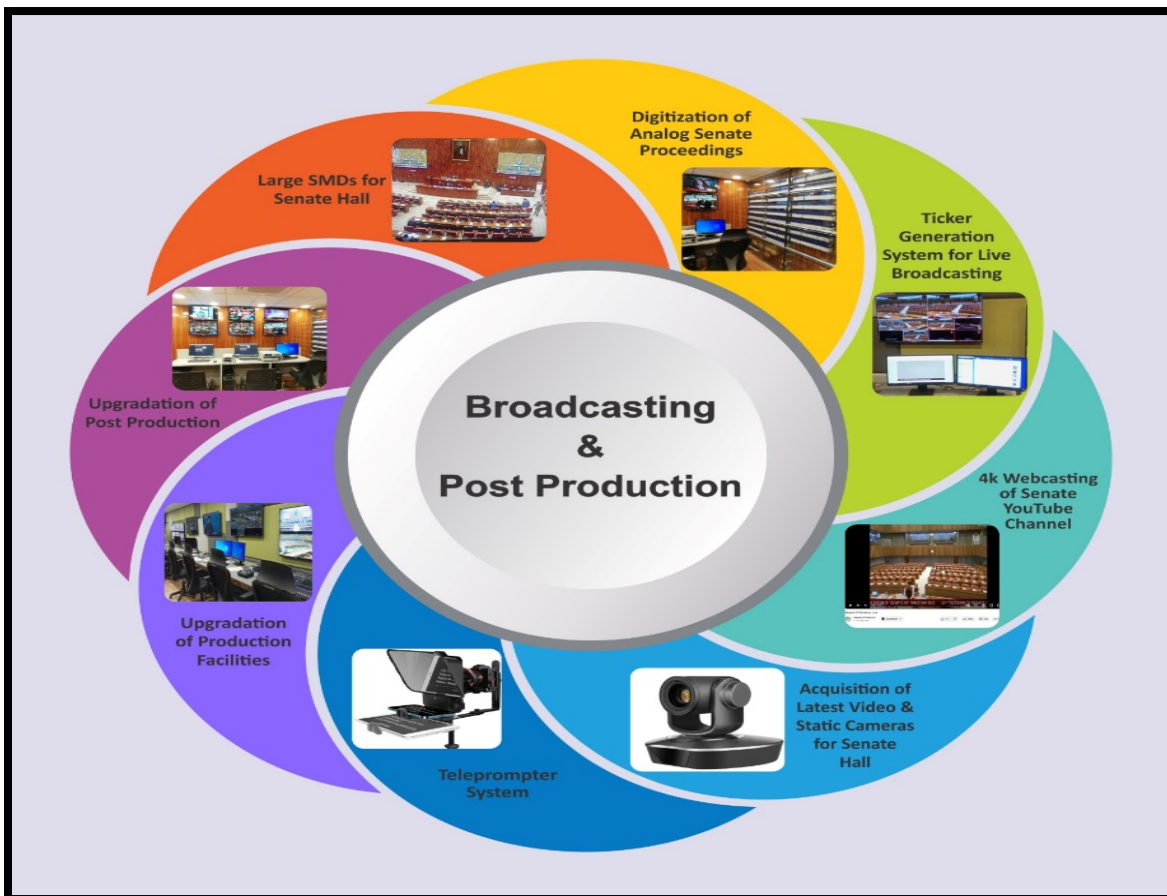 Digitization of
Analog Senate
Proceedings
Large SMDs for
Senate Hall
Ticker
Generation
System for Live
Broadcasting
Upgradation of
Post Production
Broadcasting
&
Post Production
4k Webcasting
of Senate
YouTube
Channel
Upgradation
of Production
Facilities
Acquisition of
Latest Video &
Static Cameras
for Senate
Hall
Teleprompter
System